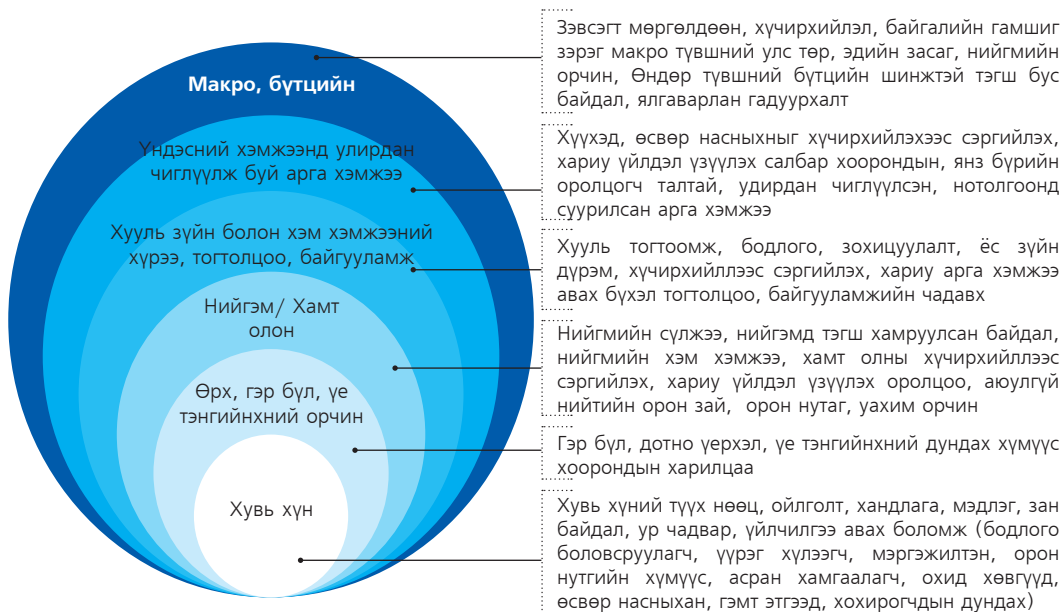 Макро, бүтцийн
Үндэсний хэмжээнд улирдан
чиглүүлж буй арга хэмжээ
Хууль зүйн болон хэм хэмжээний
хүрээ, тогтолцоо, байгууламж
Нийгэм/ Хамт
олон
Өрх, гэр бүл, үе
тэнгийнхний орчин
Хувь хүн
Зэвсэгт мөргөлдөөн, хүчирхийлэл, байгалийн гамшиг
зэрэг макро түвшний улс төр, эдийн засаг, нийгмийн
орчин, Өндөр түвшний бүтцийн шинжтэй тэгш бус
байдал, ялгаварлан гадуурхалт
Хүүхэд, өсвөр насныхныг хүчирхийлэхээс сэргийлэх,
хариу үйлдэл үзүүлэх салбар хоорондын, янз бүрийн
оролцогч талтай, удирдан чиглүүлсэн, нотолгоонд
суурилсан арга хэмжээ
Хууль тогтоомж, бодлого, зохицуулалт, ёс зүйн
дүрэм, хүчирхийллээс сэргийлэх, хариу арга хэмжээ
авах бүхэл тогтолцоо, байгууламжийн чадавх
Нийгмийн сүлжээ, нийгэмд тэгш хамруулсан байдал,
нийгмийн хэм хэмжээ, хамт олны хүчирхийллээс
сэргийлэх, хариу үйлдэл үзүүлэх оролцоо, аюулгүй
нийтийн орон зай, орон нутаг, уахим орчин
Гэр бүл, дотно үерхэл, үе тэнгийнхний дундах хүмүүс
хоорондын харилцаа
Хувь хүний түүх нөөц, ойлголт, хандлага, мэдлэг, зан
байдал, ур чадвар, үйлчилгээ авах боломж (бодлого
боловсруулагч, үүрэг хүлээгч, мэргэжилтэн, орон
нутгийн хүмүүс, асран хамгаалагч, охид хөвгүүд,
өсвөр насныхан, гэмт этгээд, хохирогчдын дундах)